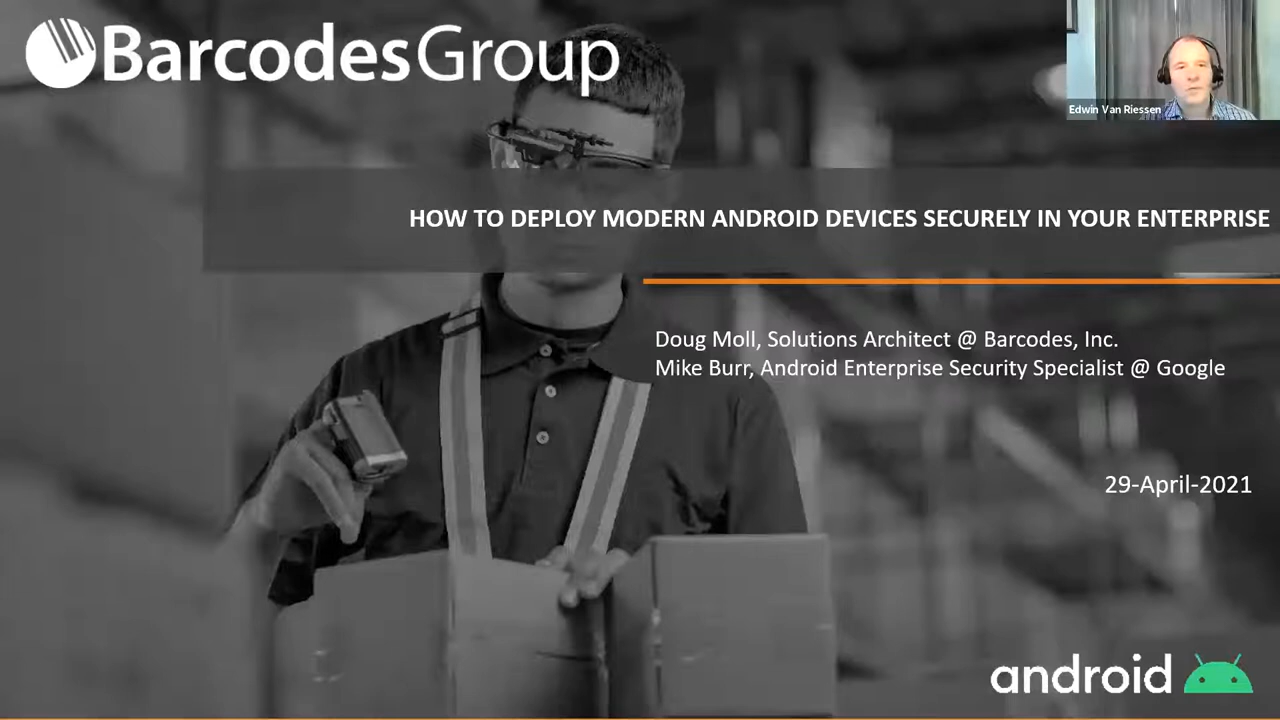 BarcodesGroup
Edwin Van Riessen
HOW TO DEPLOY MODERN ANDROID DEVICES SECURELY IN YOUR ENTERPRISE
Doug Moll, Solutions Architect @ Barcodes, Inc.
Mike Burr, Android Enterprise Security Specialist @ Google
29-April-2021
android